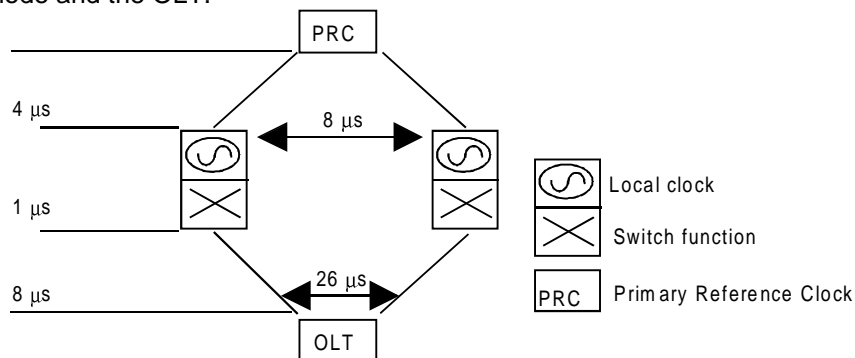 node and the OLT.
PRC
4 μs
8 μs
1 μs
Local clock
Switch function
26 μs
8 μs
PRC Primary Reference Clock
OLT